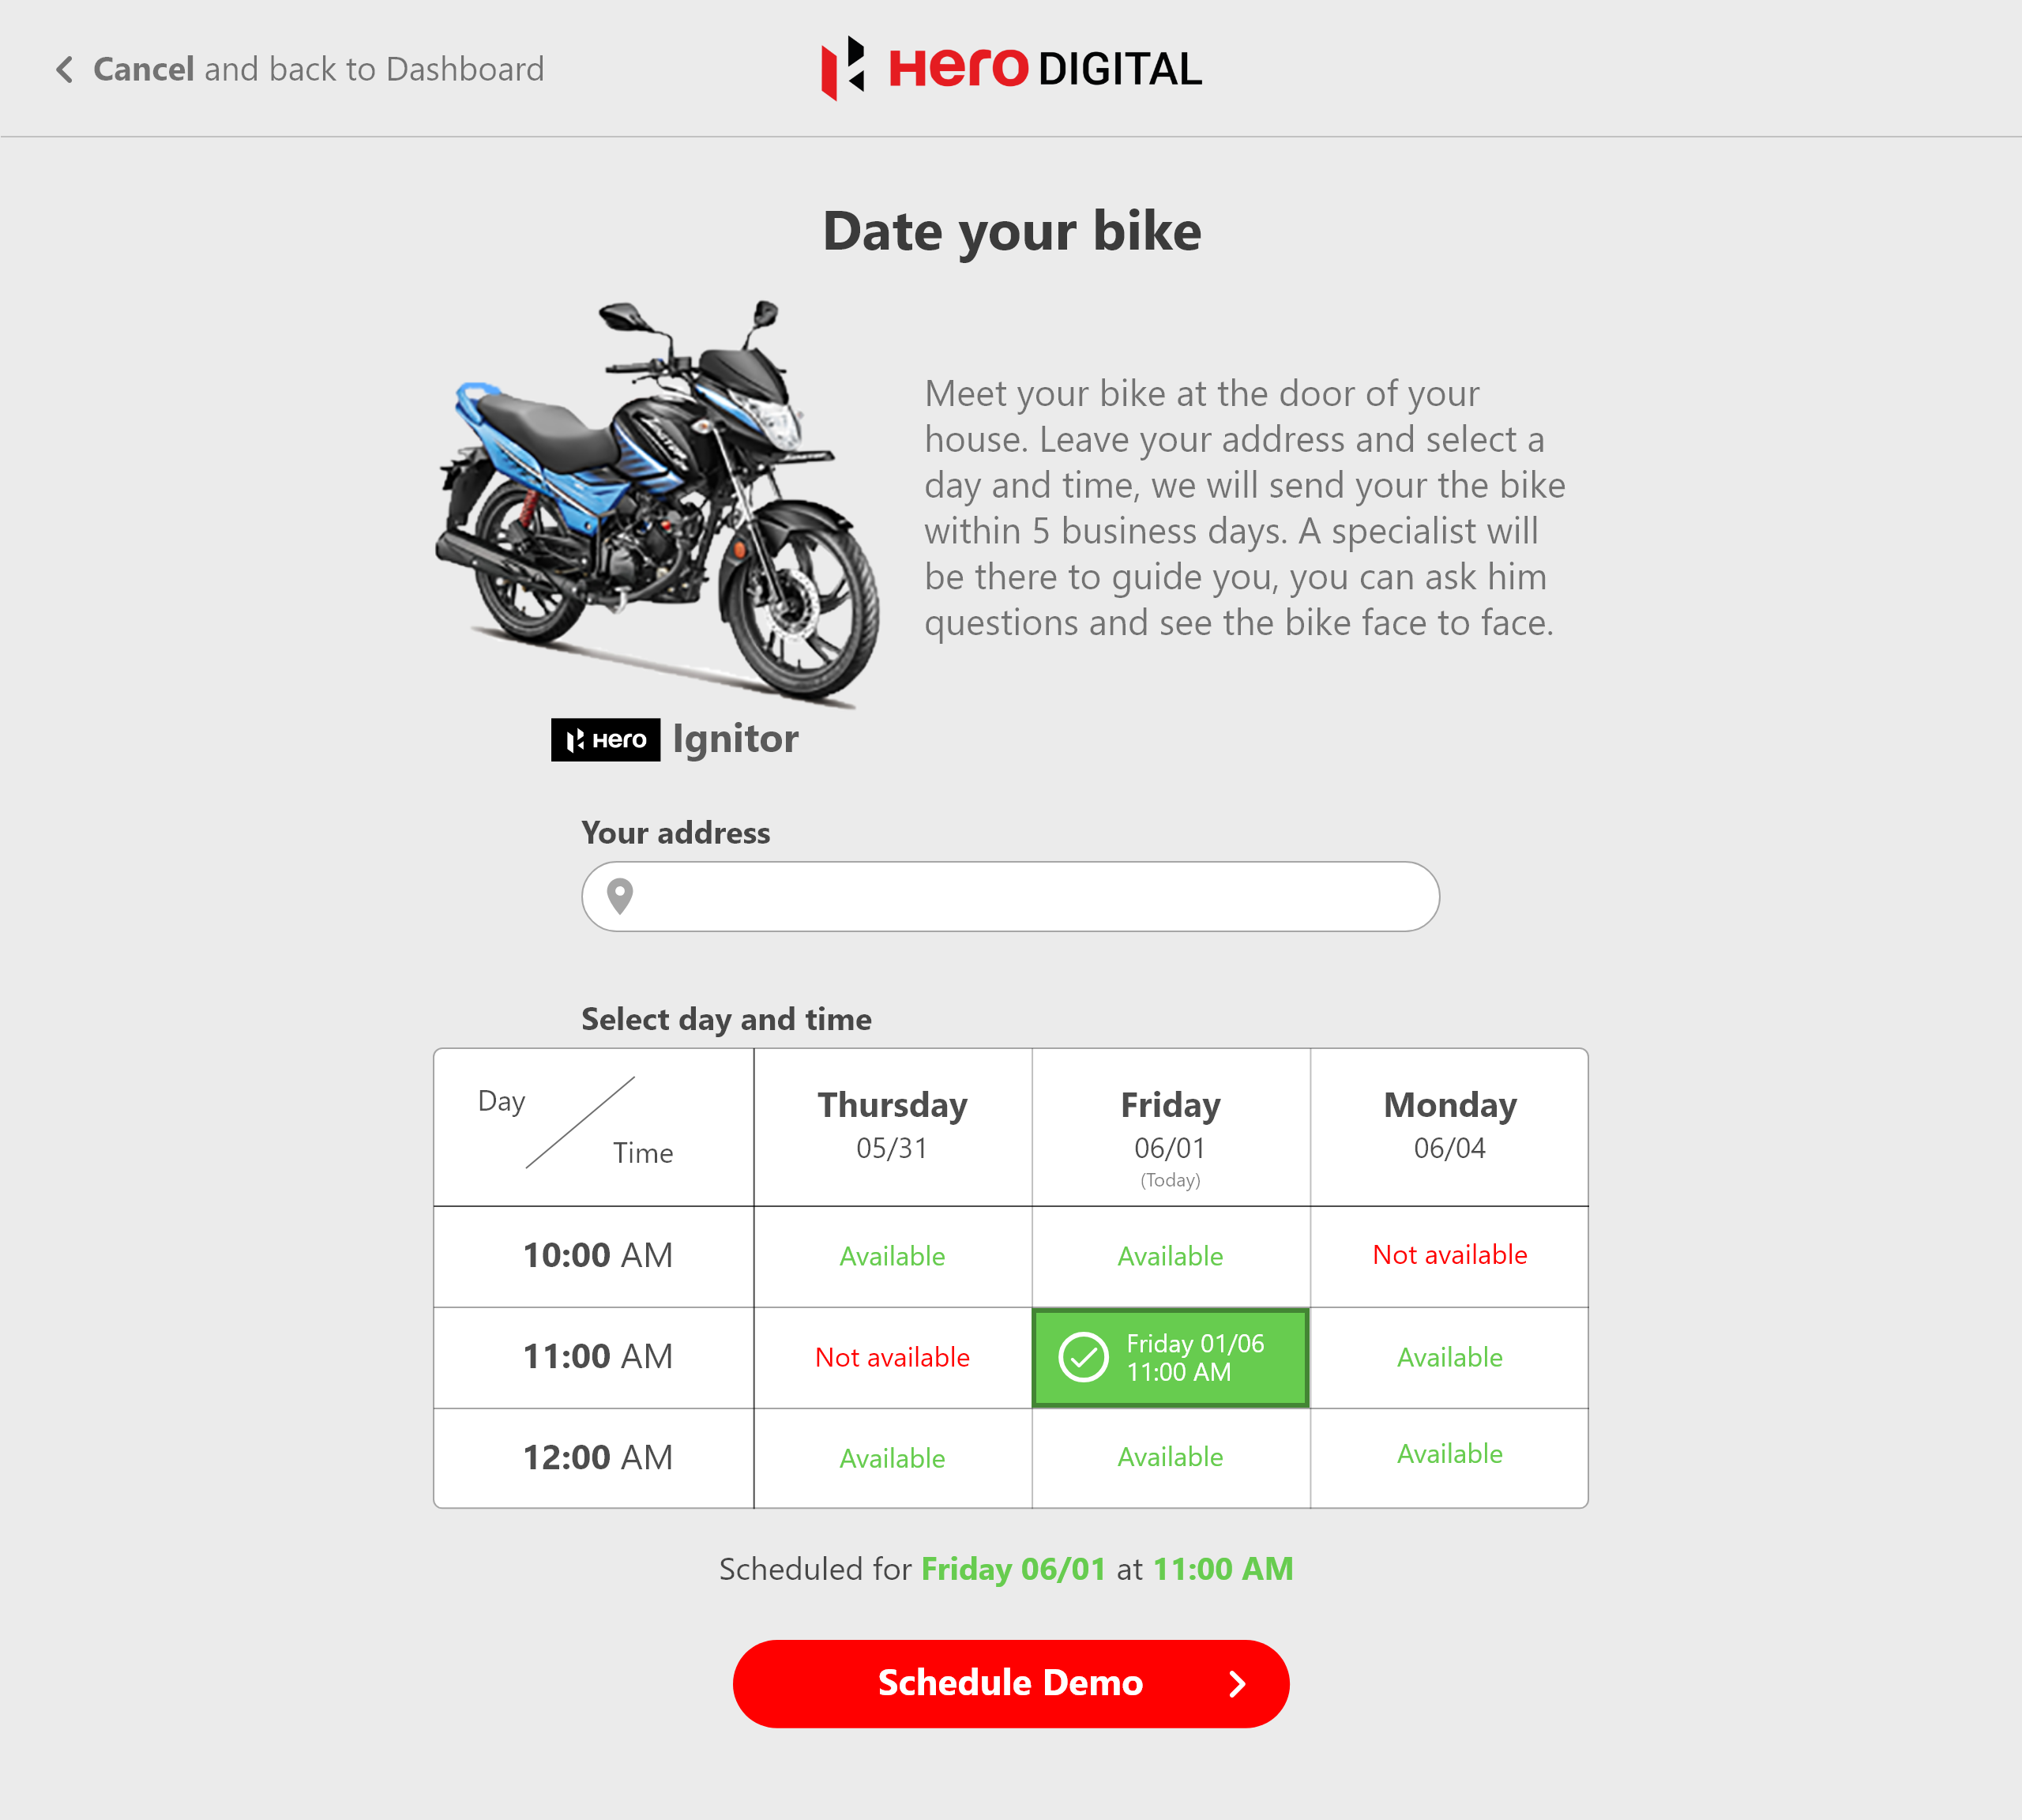 Cancel and back to Dashboard
Hero DIGITAL
Date your bike
Meet your bike at the door of your
house. Leave your address and select a
day and time, we will send your the bike
within 5 business days. A specialist will
be there to guide you, you can ask him
questions and see the bike face to face.
Hero Ignitor
Your address
Select day and time
Day Time
Thursday Friday Monday
05/31 06/01 06/04
(Today)
10:00 AM Available Available Not available
11:00 AM Not available Friday 01/06 Available
11:00 AM
12:00 AM Available Available Available
Scheduled for Friday 06/01 at 11:00 AM
Schedule Demo